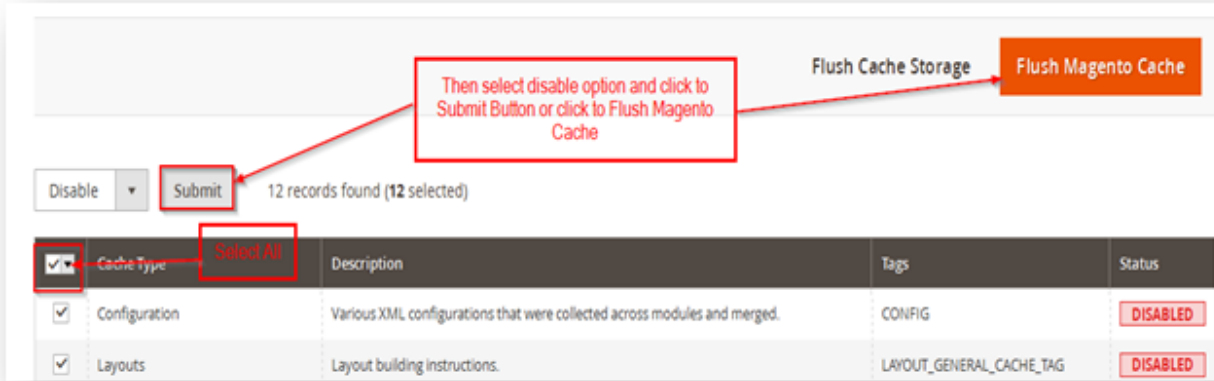 Flush Cache Storage Flush Magento Cache
Then select disable option and click to
Submit Button or click to Flush Magento
Cache
Disable Submit 12 records found (12 selected)
Select All
Cache Type Description Tags Status
Configuration Various XML configurations that were collected across modules and merged. CONFIG DISABLED
Layouts Layout building instructions. LAYOUT_GENERAL_CACHE_TAG DISABLED